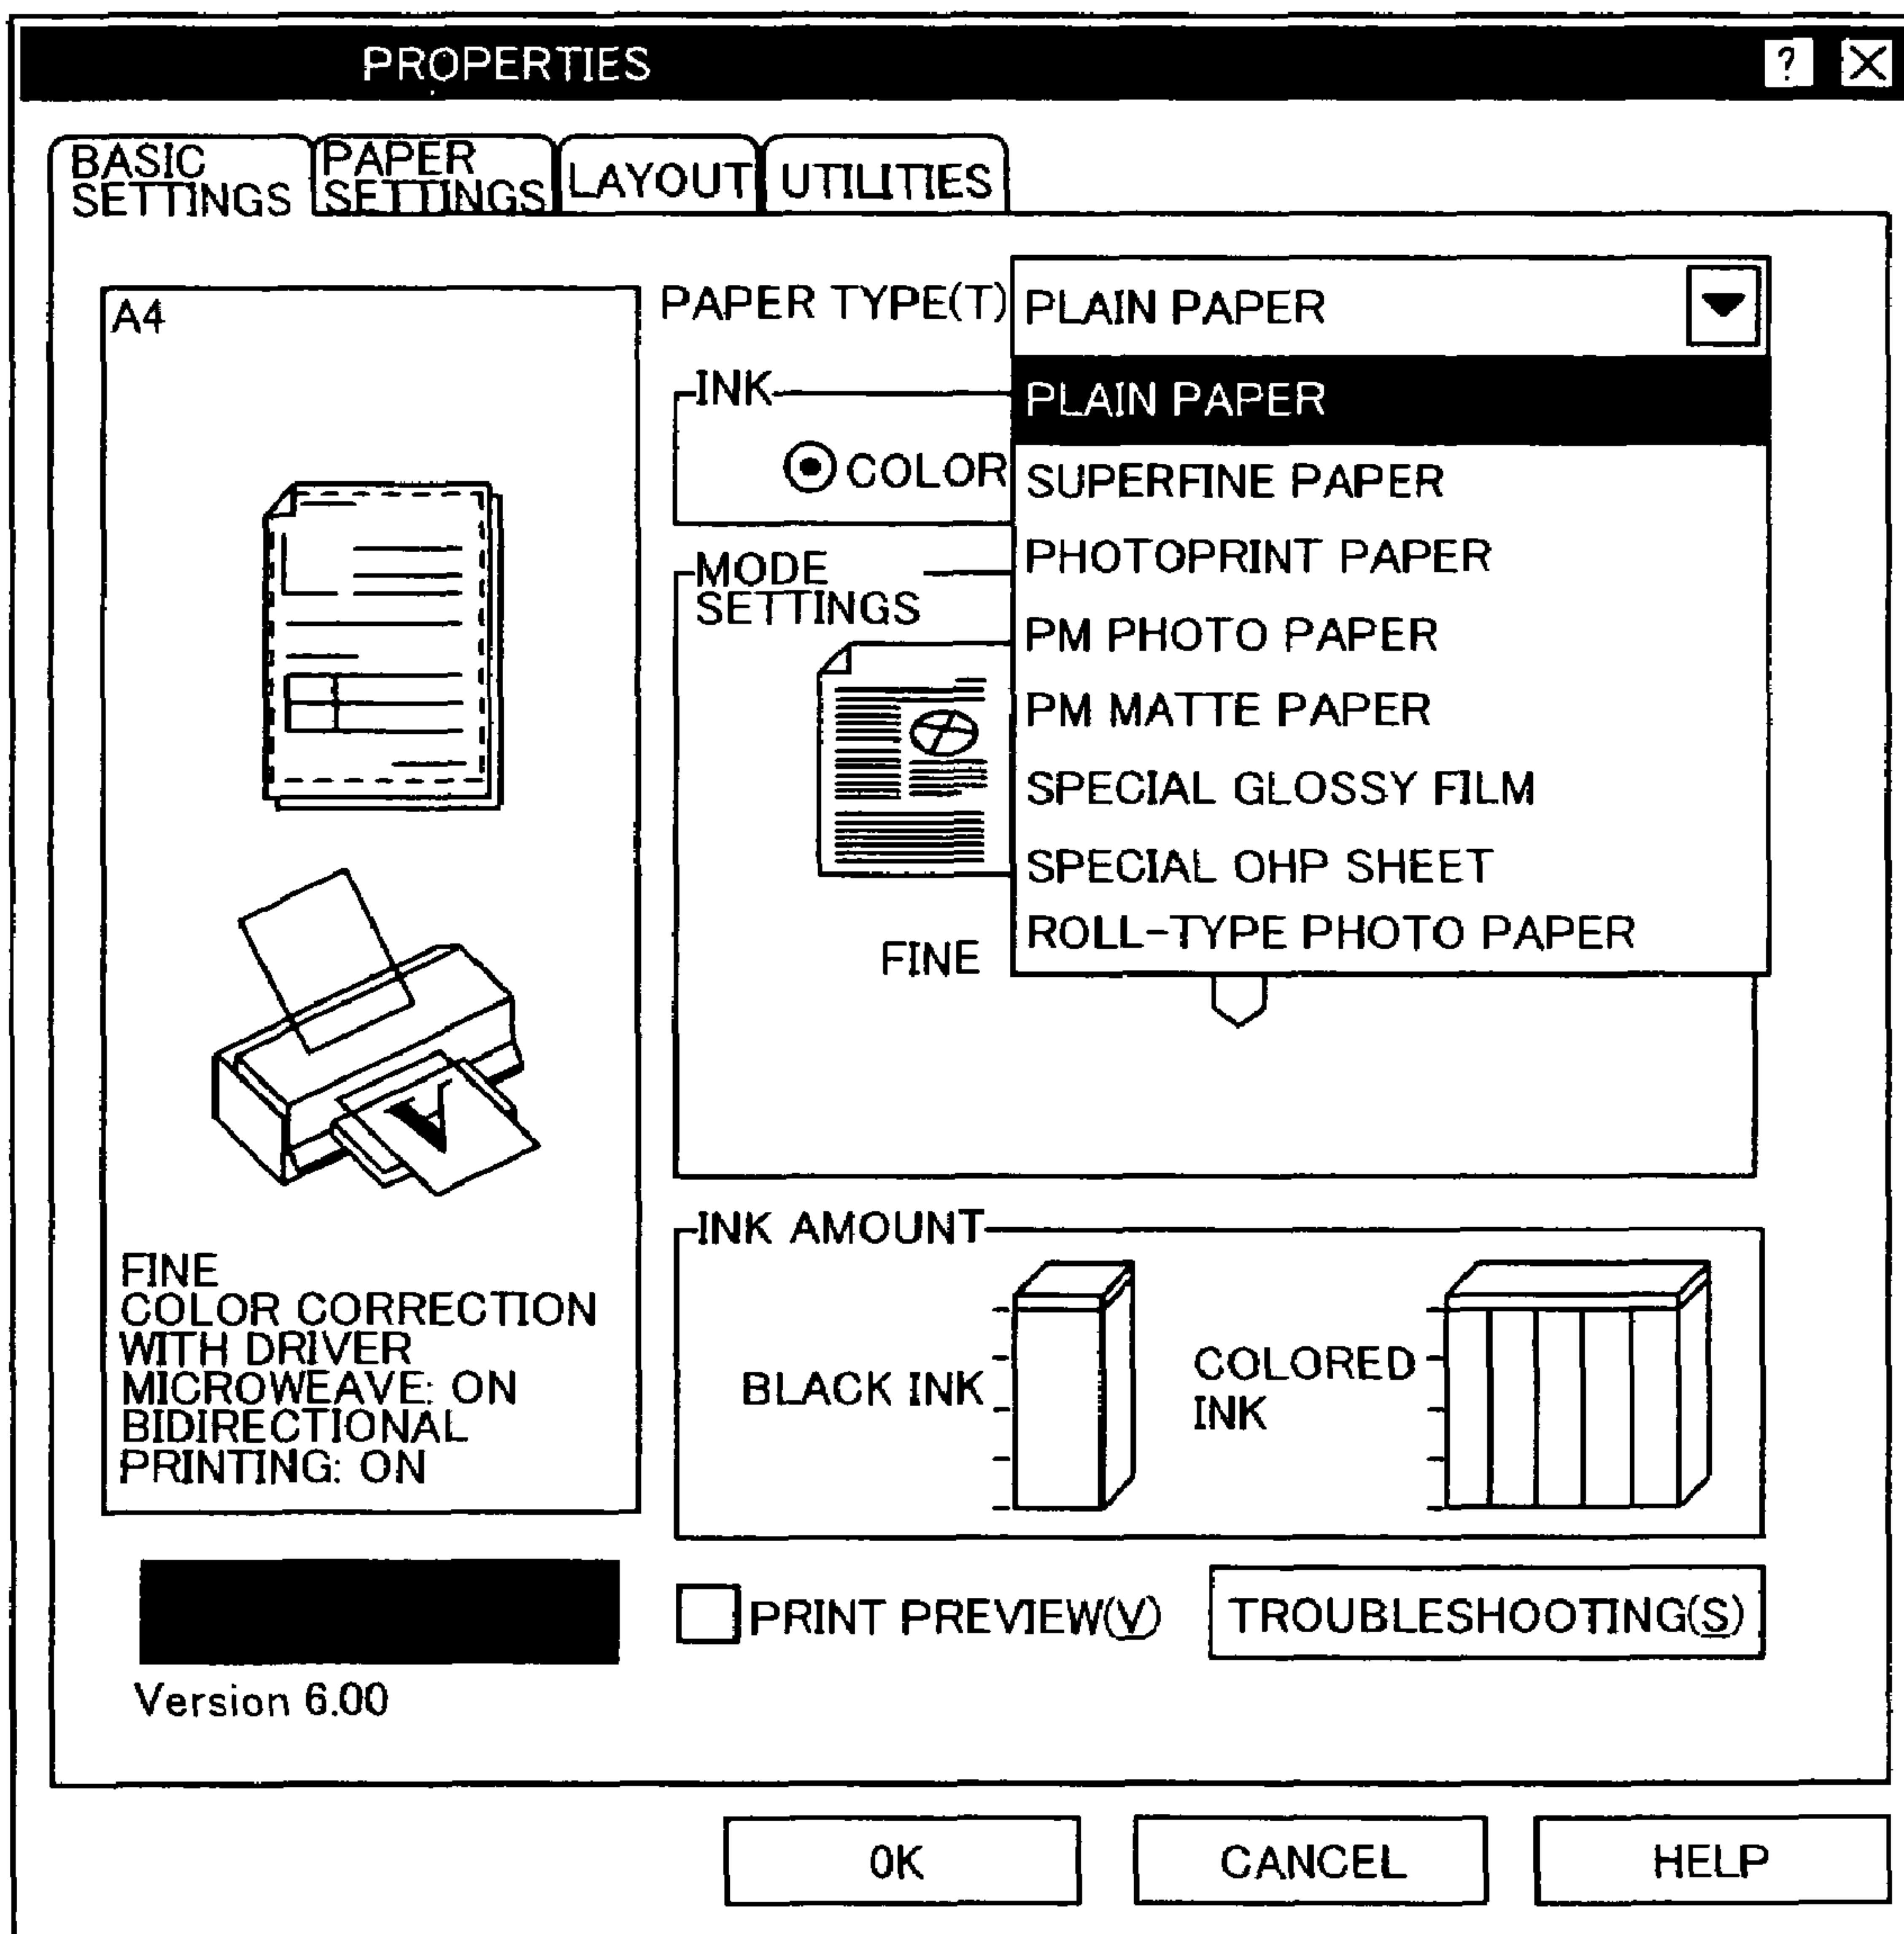 PROPERTIES
?
BASIC
SETTINGS
PAPER
SETTINGS
LAYOUT
UTILITIES
A4
FINE
COLOR CORRECTION
WITH DRIVER
MICROWEAVE: ON
BIDIRECTIONAL
PRINTING: ON
Version 6.00
PAPER TYPE(T)
PLAIN PAPER
PLAIN PAPER
SUPERFINE PAPER
PHOTOPRINT PAPER
PM PHOTO PAPER
PM MATTE PAPER
SPECIAL GLOSSY FILM
SPECIAL OHP SHEET
ROLL-TYPE PHOTO PAPER
INK
COLOR
MODE
SETTINGS
FINE
INK AMOUNT
BLACK INK
COLORED
INK
PRINT PREVIEW(V)
TROUBLESHOOTING(S)
OK
CANCEL
HELP